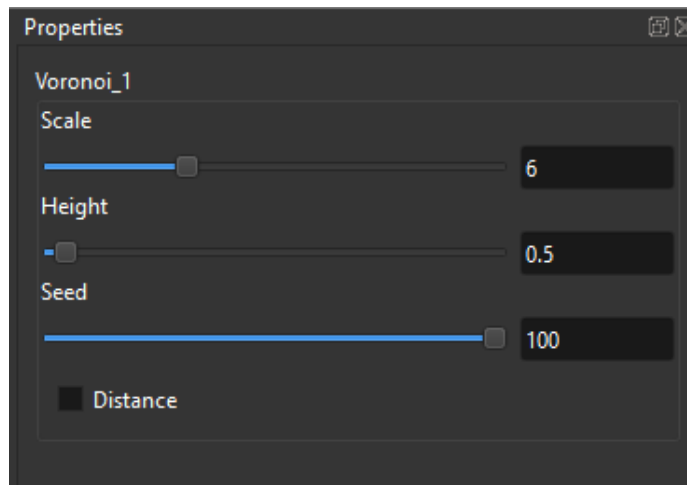 Properties
Voronoi_1
Scale
6
Height
0.5
Seed
100
Distance